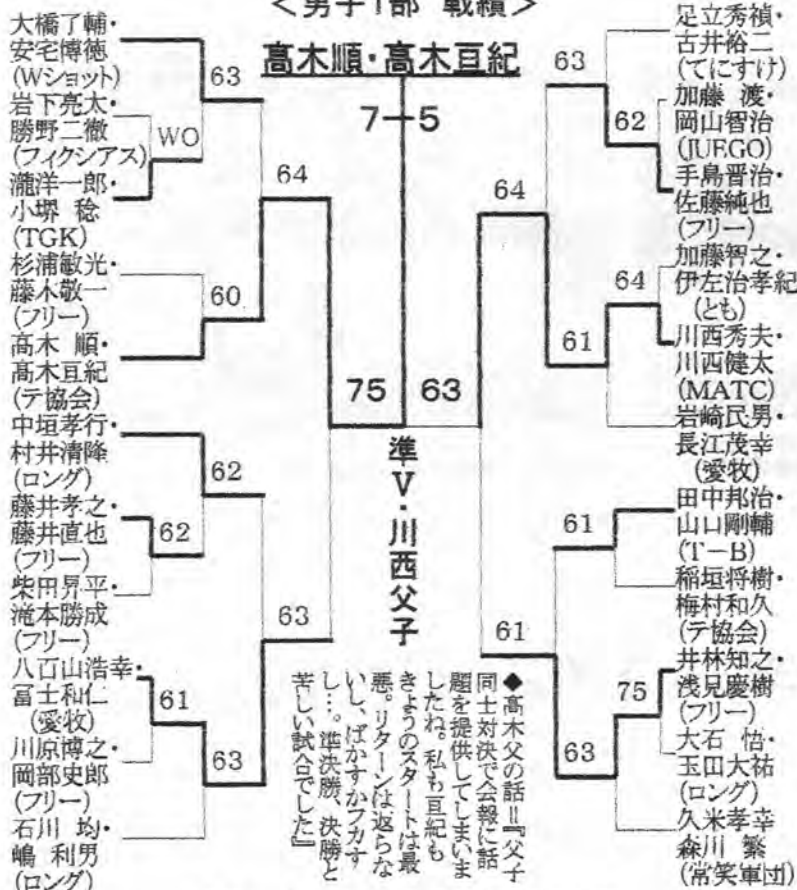 <男子1部 戦績>
高木順・高木亘紀
7-5
大橋了輔・
安宅博徳
(Wショット)
岩下亮太・
勝野二徹
(フィクシアス)
瀧洋一郎・
小堺 稔
(TGK)
杉浦敏光・
藤木敬一
(フリー)
高木 順・
髙木亘紀
(テ協会)
中垣孝行・
村井清隆
(ロング)
藤井孝之・
藤井直也
(フリー)
柴田昇平・
滝本勝成
(フリー)
八百山浩幸・
冨士和仁
(愛牧)
川原博之・
岡部史郎
(フリー)
石川 均・
嶋 利男
(ロング)
63
WO
64
60
75
62
62
63
61
63
準V・川西父子
◆高木父の話=『父子
同士対決で会報に話
題を提供してしまいま
したね。私も亘紀も
きょうのスタートは最
悪。リターンは返らな
いし、ばかすかフカす
し…。準決勝、決勝と
苦しい試合でした』
63
62
64
64
61
63
61
61
75
63
足立秀禎・
古井裕二
(てにすけ)
加藤 渡・
岡山智治
(JUEGO)
手島晋治・
佐藤純也
(フリー)
加藤智之・
伊左治孝紀
(とも)
川西秀夫・
川西健太
(MATC)
岩崎民男・
長江茂幸
(愛牧)
田中邦治・
山口剛輔
(T-B)
稲垣将樹・
梅村和久
(テ協会)
井林知之・
浅見慶樹
(フリー)
大石 悟・
玉田大祐
(ロング)
久米孝幸
森川 繁
(常笑軍団)